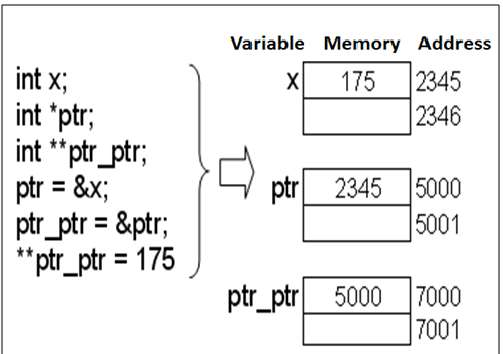 int x;
int *ptr;
int **ptr_ptr;
ptr = &x;
ptr_ptr = &ptr;
**ptr_ptr = 175
Variable Memory Address
x 175 2345
2346
ptr 2345 5000
5001
ptr_ptr 5000 7000
7001